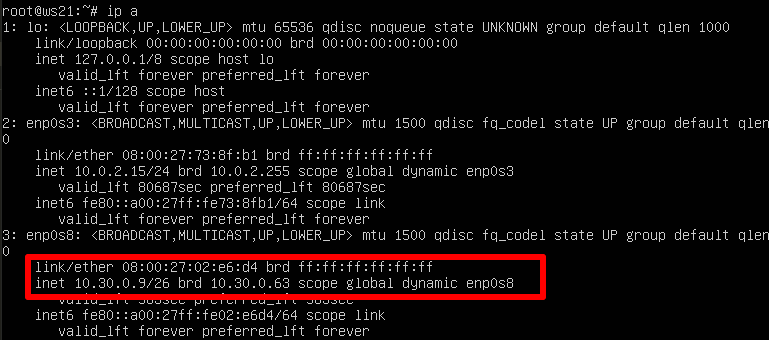 root@ws21:~# ip a
1: lo: <LOOPBACK,UP,LOWER_UP> mtu 65536 qdisc noqueue state UNKNOWN group default qlen 1000
link/loopback 00:00:00:00:00:00 brd 00:00:00:00:00:00
inet 127.0.0.1/8 scope host lo
valid_lft forever preferred_lft forever
inet6 ::1/128 scope host
valid_lft forever preferred_lft forever
2: enp0s3: <BROADCAST,MULTICAST,UP,LOWER_UP> mtu 1500 qdisc fq_codel state UP group default qlen
0
link/ether 08:00:27:73:8f:b1 brd ff:ff:ff:ff:ff:ff
inet 10.0.2.15/24 brd 10.0.2.255 scope global dynamic enp0s3
valid_lft 80687sec preferred_lft 80687sec
inet6 fe80::a00:27ff:fe73:8fb1/64 scope link
valid_lft forever preferred_lft forever
3: enp0s8: <BROADCAST,MULTICAST,UP,LOWER_UP> mtu 1500 qdisc fq_codel state UP group default qlen
0
link/ether 08:00:27:02:e6:d4 brd ff:ff:ff:ff:ff:ff
inet 10.30.0.9/26 brd 10.30.0.63 scope global dynamic enp0s8
valid_lft preferred_lft
inet6 fe80::a00:27ff:fe02:e6d4/64 scope link
valid_lft forever preferred_lft forever